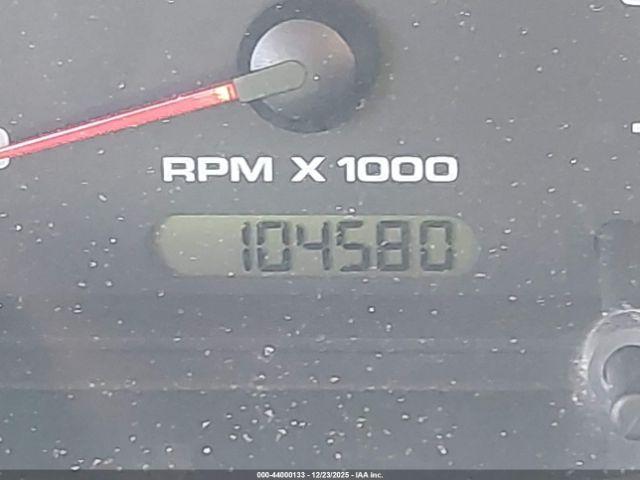 RPM X 1000
104580
000-44000133 - 12/23/2025 - IAA Inc.